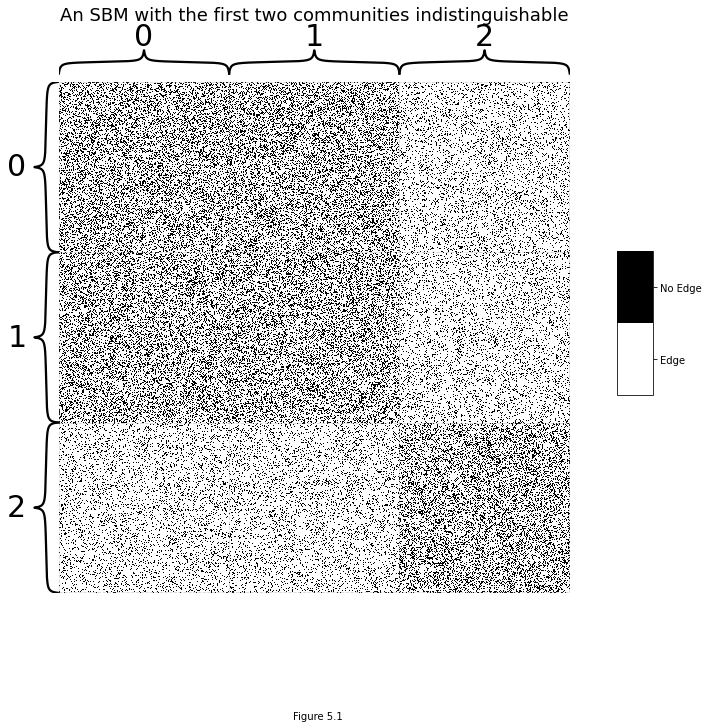 An SBM with the first two communities indistinguishable
0 1 2
0
1
2
No Edge
Edge
Figure 5.1